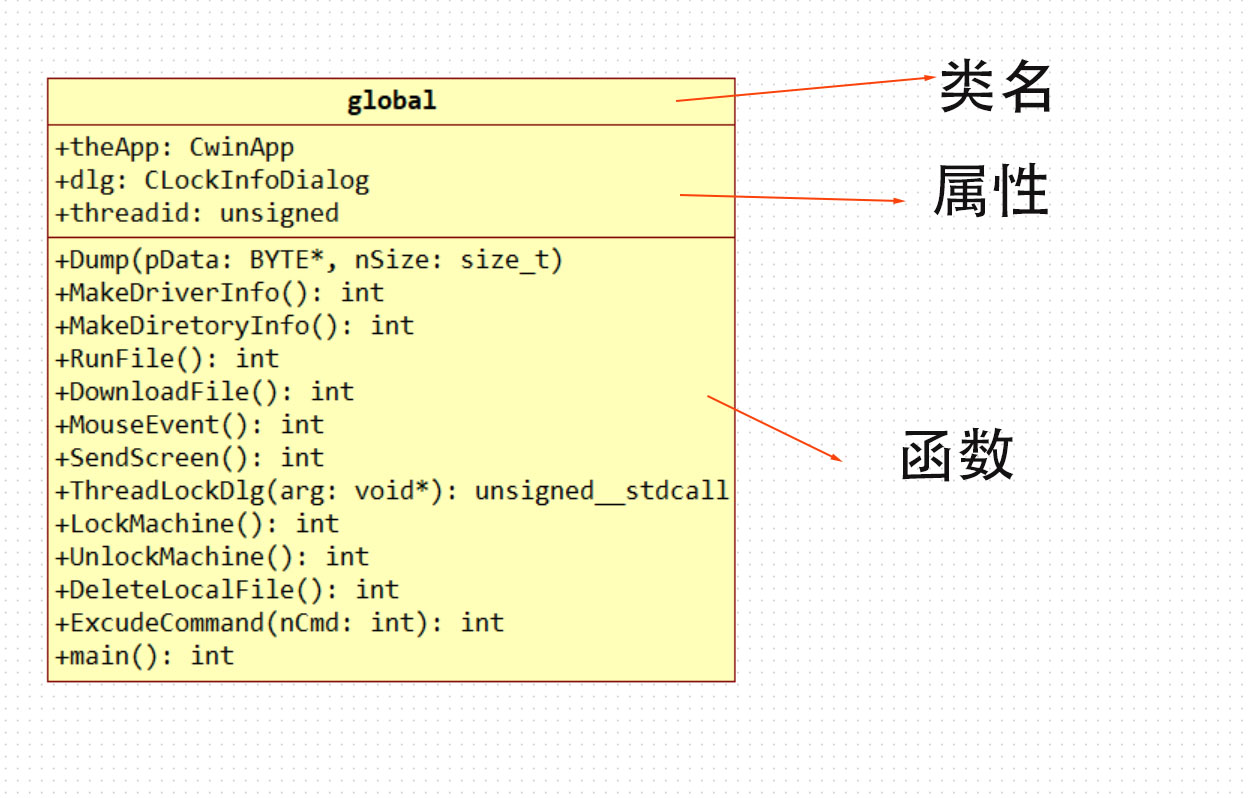 global
类名
+theApp: CwinApp
+dlg: CLockInfoDialog
+threadid: unsigned
属性
+Dump(pData: BYTE*, nSize: size_t)
+MakeDriverInfo(): int
+MakeDiretoryInfo(): int
+RunFile(): int
+DownloadFile(): int
+MouseEvent(): int
+SendScreen(): int
+ThreadLockDlg(arg: void*): unsigned__stdcall
+LockMachine(): int
+UnlockMachine(): int
+DeleteLocalFile(): int
+ExcudeCommand(nCmd: int): int
+main(): int
函数